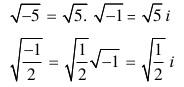 √-5 = √5. √-1 = √5 i
√(-1/2) = √(1/2) √-1 = √(1/2) i